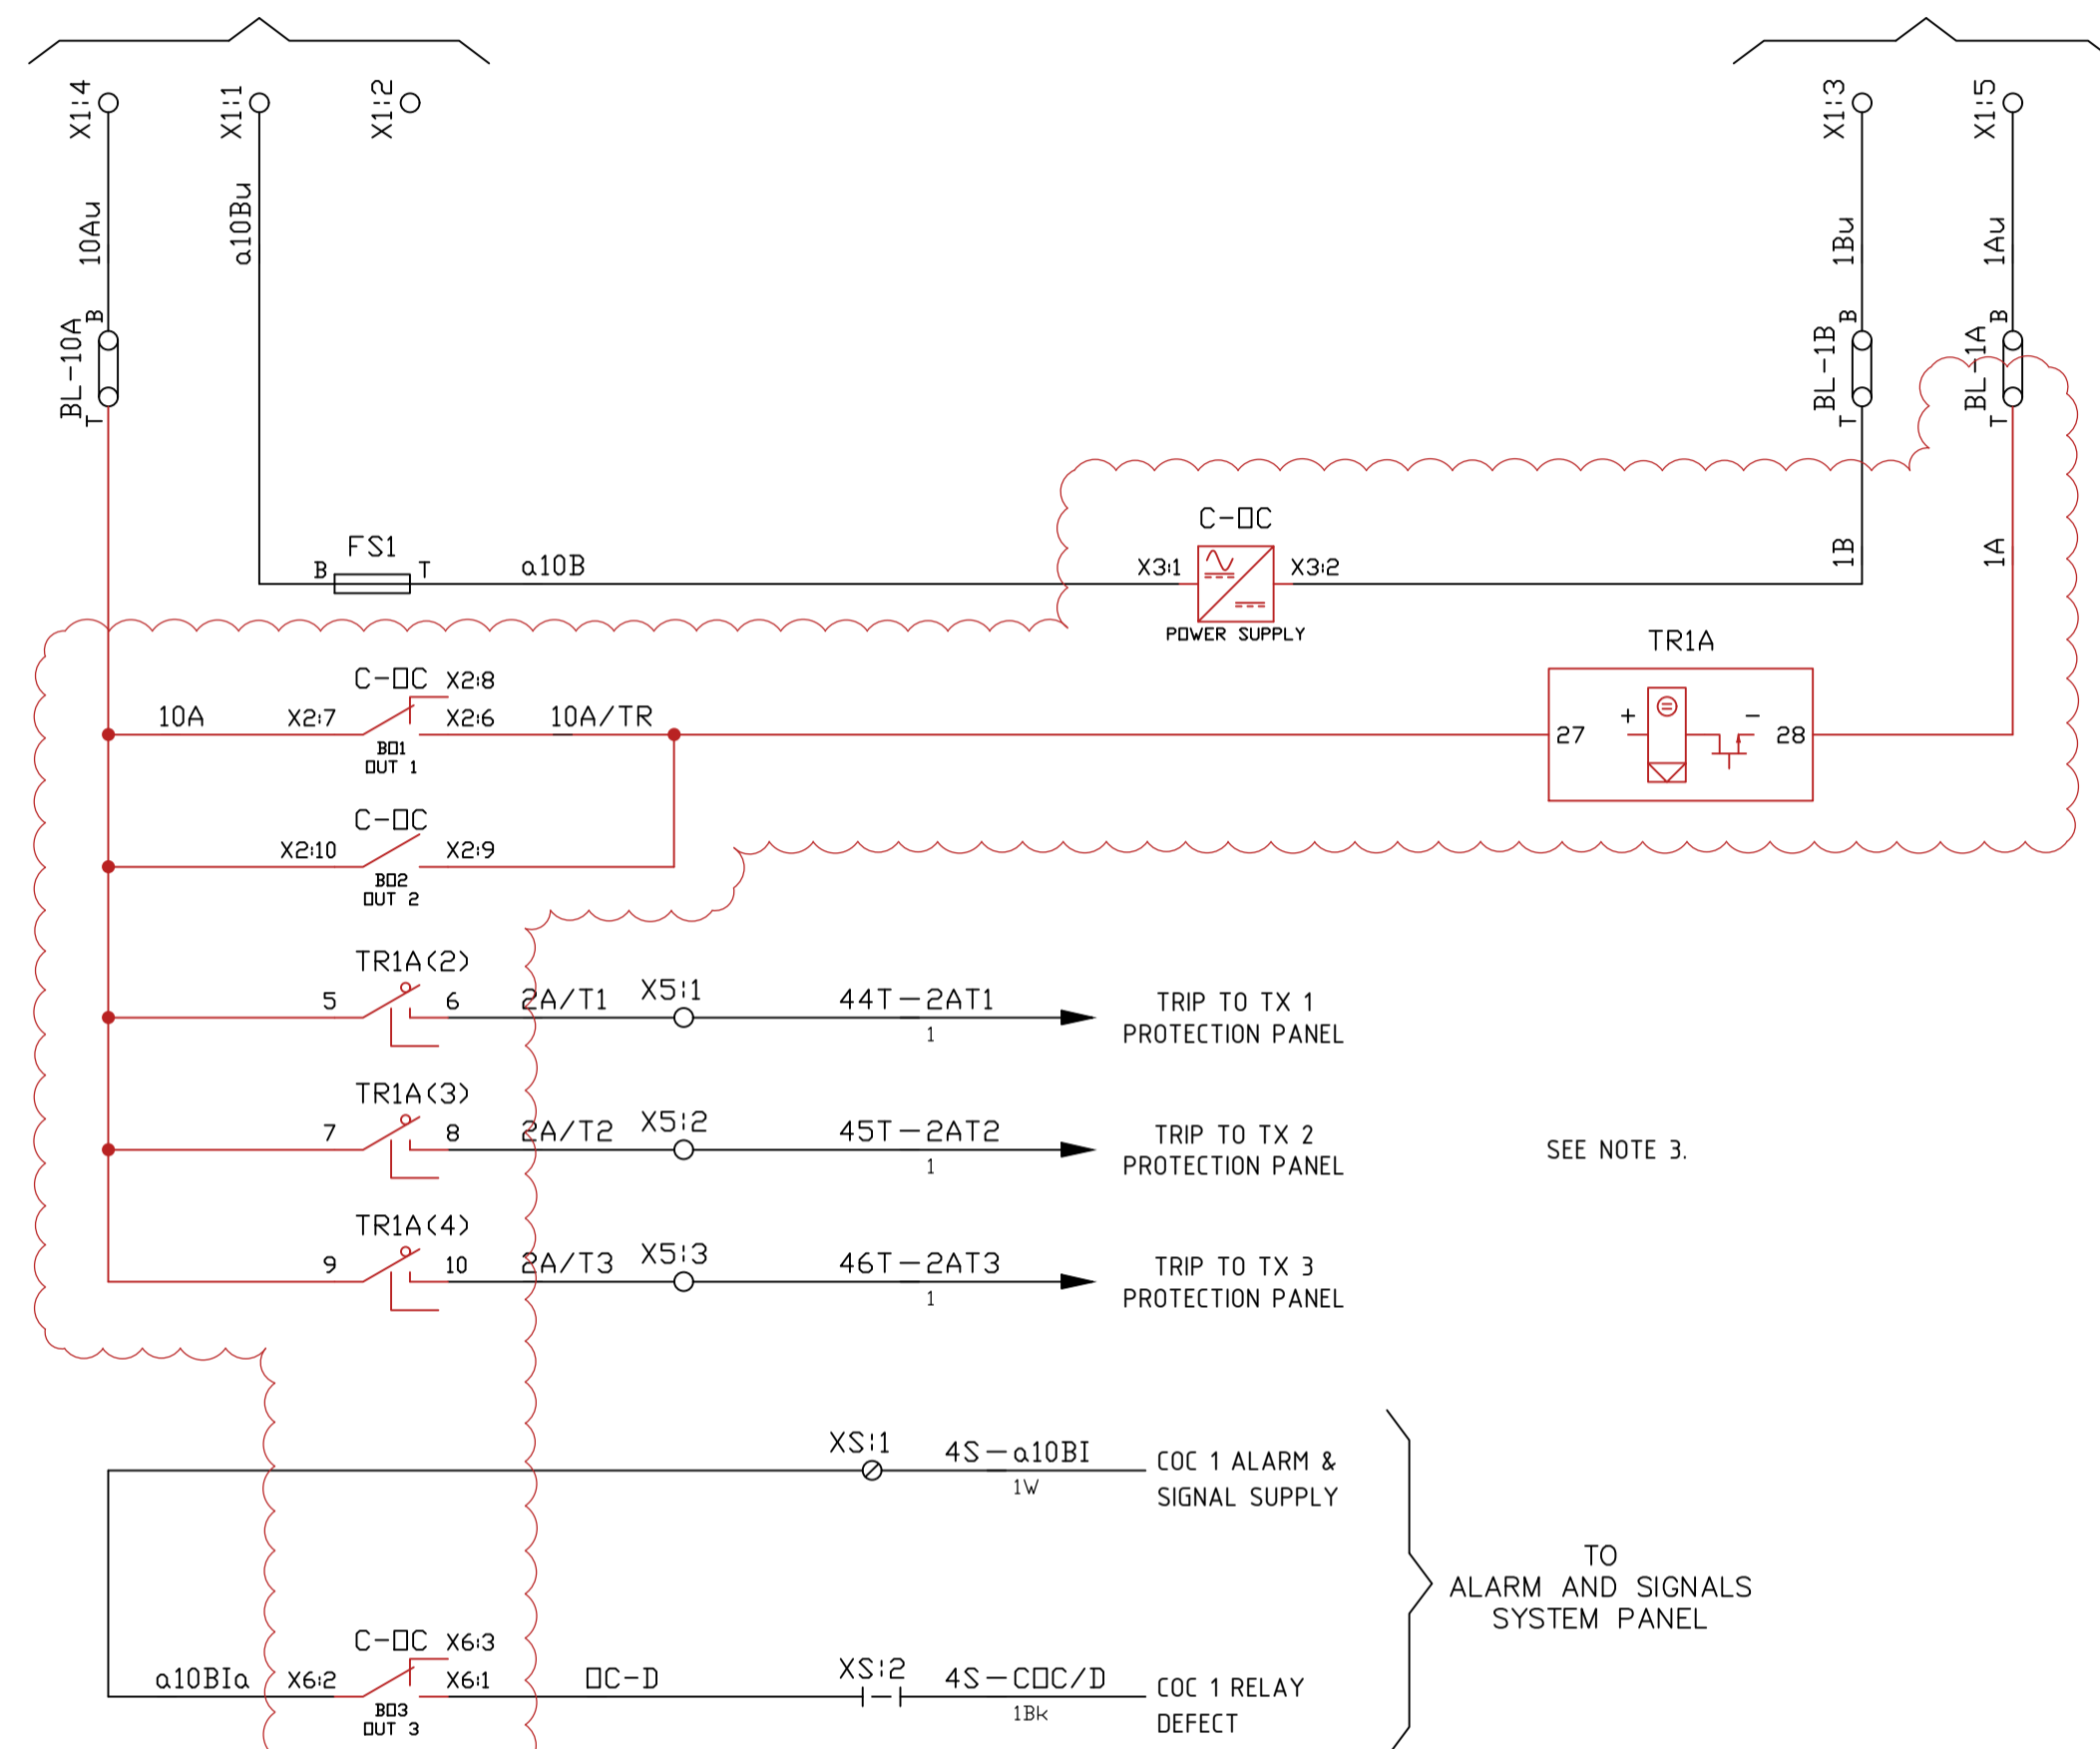 X1:4
X1:1
X1:2
X1:3
X1:5
10Au
a10Bu
1Bu
1Au
BL-10A
B
T
BL-1B
B
T
BL-1A
B
T
FS1
B
T
a10B
C-OC
X3:1
X3:2
POWER SUPPLY
1B
1A
TR1A
C-OC X2:8
10A X2:7 X2:6 10A/TR
BO1
OUT 1
27 + - 28
C-OC
X2:10 X2:9
BO2
OUT 2
TR1A(2)
5 6 2A/T1 X5:1 44T-2AT1
1
TRIP TO TX 1
PROTECTION PANEL
TR1A(3)
7 8 2A/T2 X5:2 45T-2AT2
1
TRIP TO TX 2
PROTECTION PANEL
SEE NOTE 3.
TR1A(4)
9 10 2A/T3 X5:3 46T-2AT3
1
TRIP TO TX 3
PROTECTION PANEL
XS:1 4S-a10BI
1W
COC 1 ALARM &
SIGNAL SUPPLY
TO
ALARM AND SIGNALS
SYSTEM PANEL
C-OC X6:3
a10BIa X6:2 X6:1 OC-D XS:2 4S-COC/D
BO3
OUT 3
1Bk
COC 1 RELAY
DEFECT